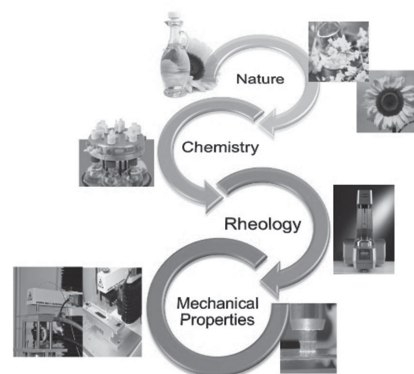 Nature
Chemistry
Rheology
Mechanical
Properties